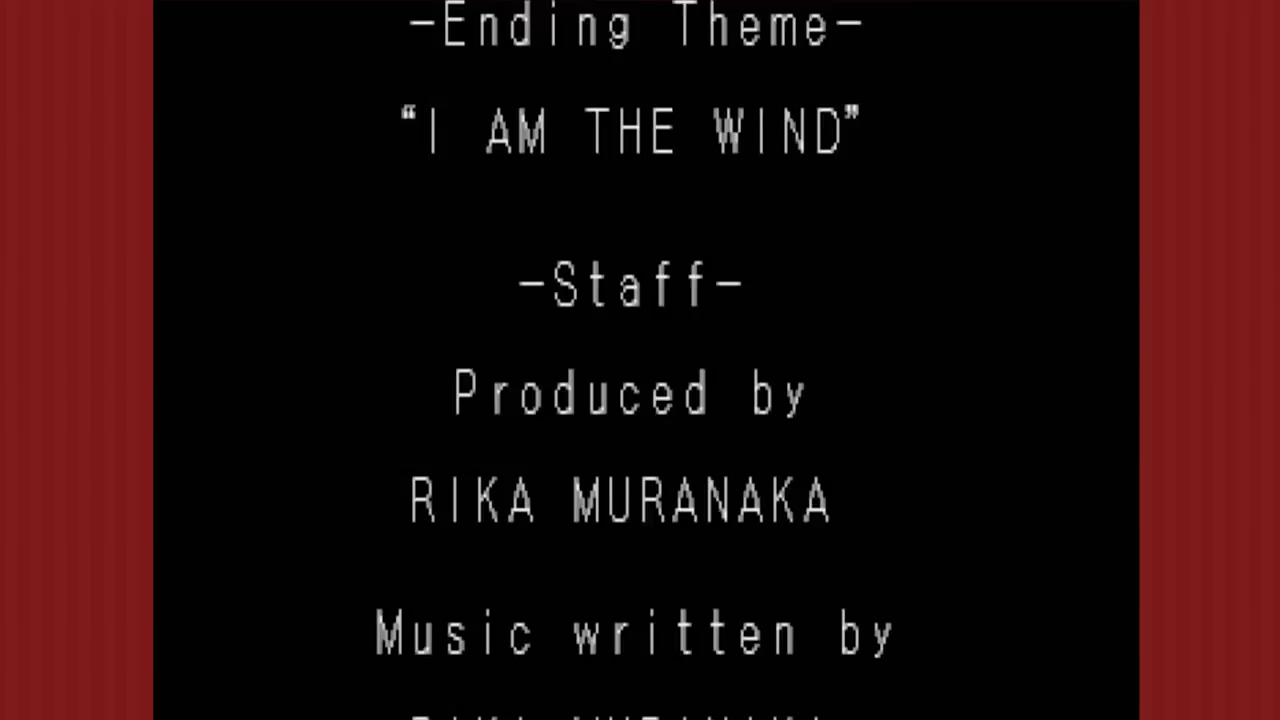 -Ending Theme-
“I AM THE WIND”
-Staff-
Produced by
RIKA MURANAKA
Music written by